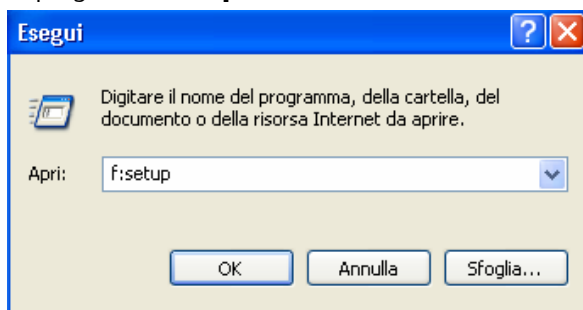 Esegui
Digitare il nome del programma, della cartella, del
documento o della risorsa Internet da aprire.
Apri:
f:setup
OK
Annulla
Sfoglia...